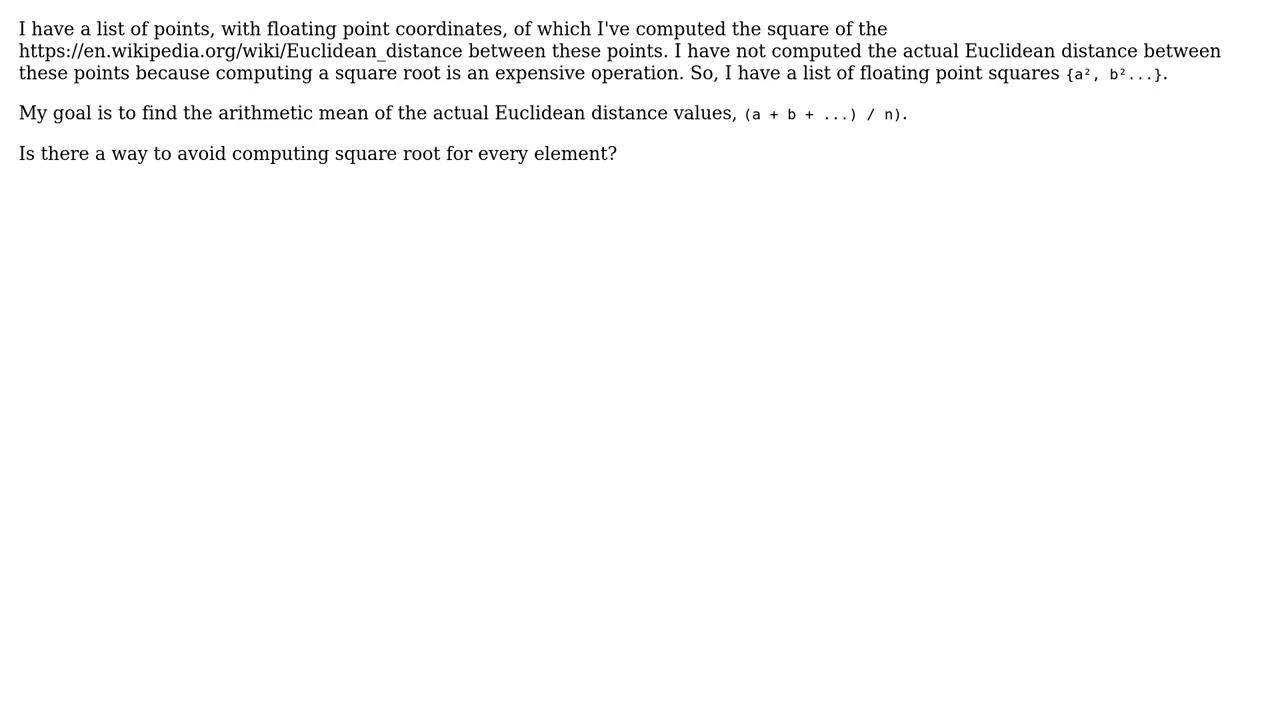 I have a list of points, with floating point coordinates, of which I've computed the square of the
https://en.wikipedia.org/wiki/Euclidean_distance between these points. I have not computed the actual Euclidean distance between
these points because computing a square root is an expensive operation. So, I have a list of floating point squares {a², b²...}.
My goal is to find the arithmetic mean of the actual Euclidean distance values, (a + b + ...) / n).
Is there a way to avoid computing square root for every element?